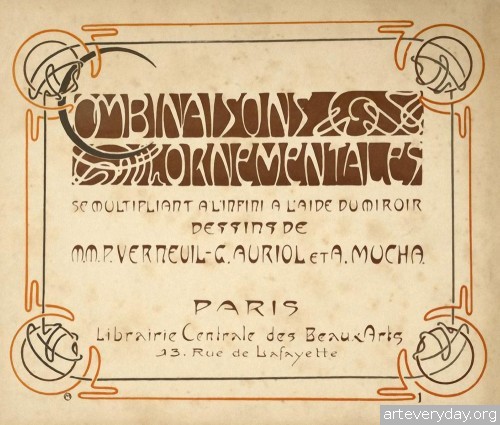 COMBINAISONS
ORNEMENTALES
SE MULTIPLIANT A L'INFINI A L'AIDE DU MIROIR
DESSINS DE
MM. P. VERNEUIL-G. AURIOL ET A. MUCHA.
PARIS
Librairie Centrale des Beaux Arts
13. Rue de Lafayette
arteveryday.org